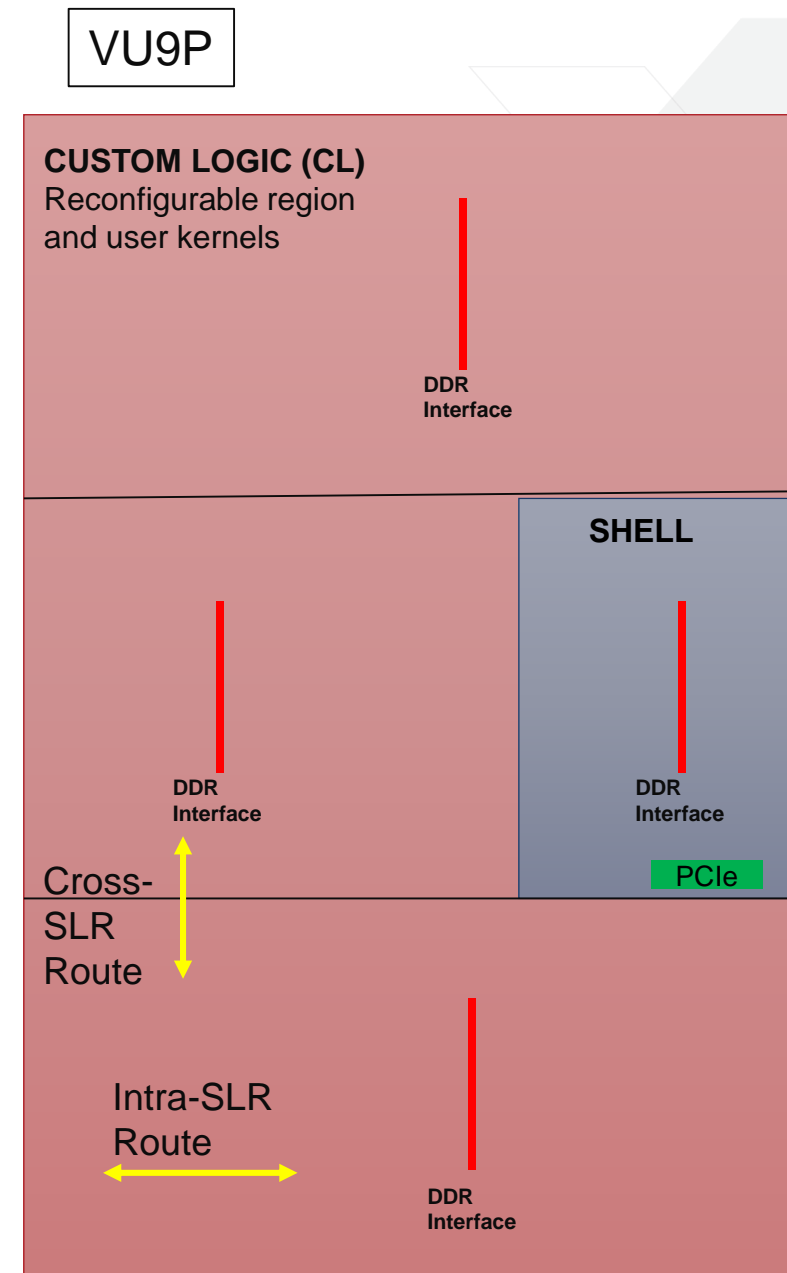 VU9P
CUSTOM LOGIC (CL)
Reconfigurable region
and user kernels
DDR
Interface
SHELL
DDR
Interface
DDR
Interface
PCIe
Cross-
SLR
Route
Intra-SLR
Route
DDR
Interface